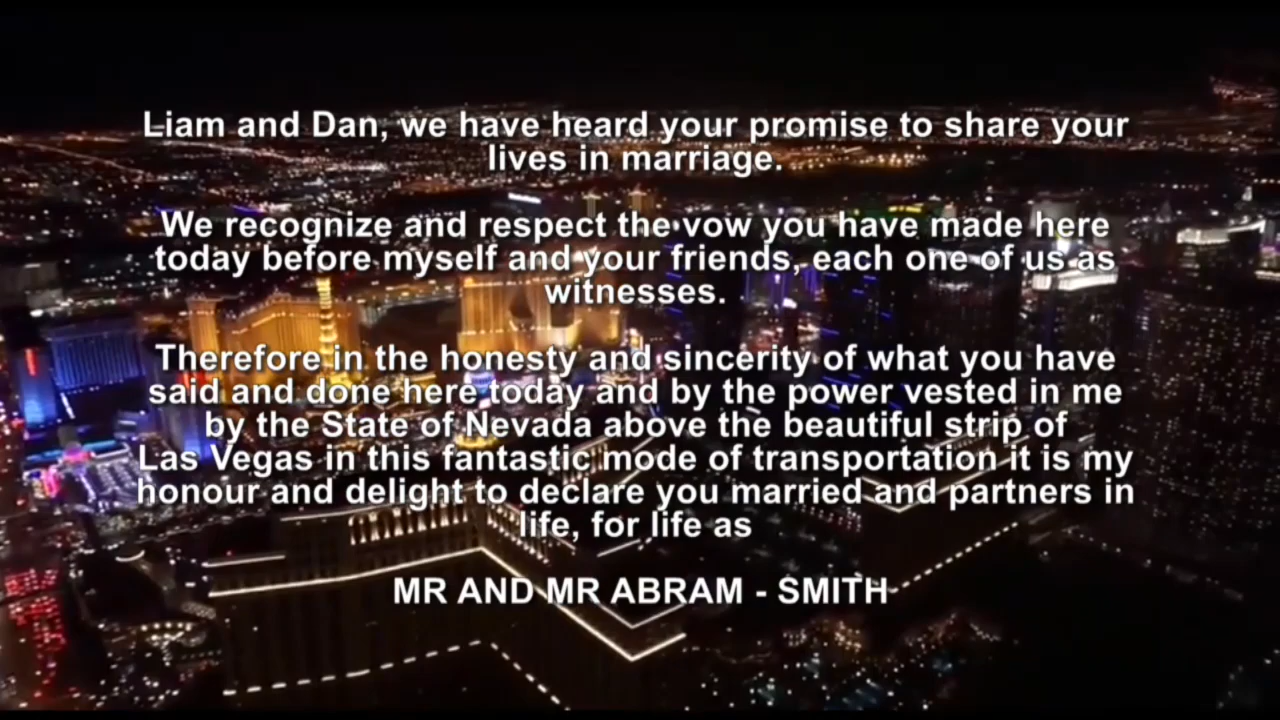 Liam and Dan, we have heard your promise to share your
lives in marriage.
We recognize and respect the vow you have made here
today before myself and your friends, each one of us as
witnesses.
Therefore in the honesty and sincerity of what you have
said and done here today and by the power vested in me
by the State of Nevada above the beautiful strip of
Las Vegas in this fantastic mode of transportation it is my
honour and delight to declare you married and partners in
life, for life as
MR AND MR ABRAM - SMITH